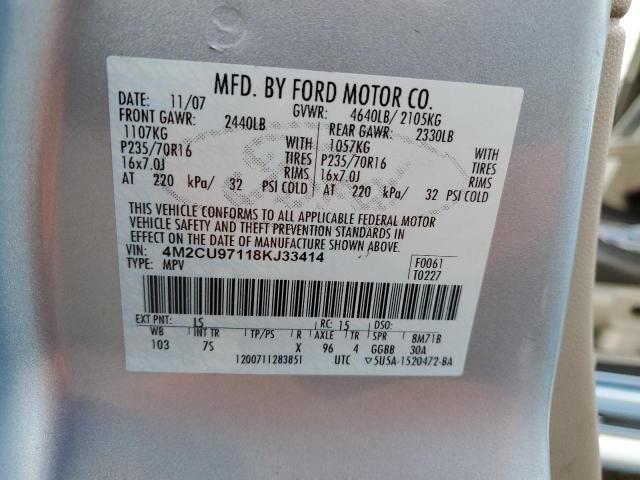 MFD. BY FORD MOTOR CO.
DATE: 11/07 GVWR: 4640LB/ 2105KG
FRONT GAWR: 2440LB REAR GAWR: 2330LB
1107KG WITH 1057KG WITH
P235/70R16 TIRES P235/70R16 TIRES
16x7.0J RIMS 16x7.0J RIMS
AT 220 kPa/ 32 PSI COLD AT 220 kPa/ 32 PSI COLD
THIS VEHICLE CONFORMS TO ALL APPLICABLE FEDERAL MOTOR
VEHICLE SAFETY AND THEFT PREVENTION STANDARDS IN
EFFECT ON THE DATE OF MANUFACTURE SHOWN ABOVE.
VIN: 4M2CU97118KJ33414 F0061
TYPE: MPV T0227
EXT PNT: IS RC: 15 DSO:
WB INT TR TP/PS R AXLE TR SPR BM71B
103 7S X 96 4 GGBB 30A
1200711283851 UTC ▽5U5A-1520472-BA